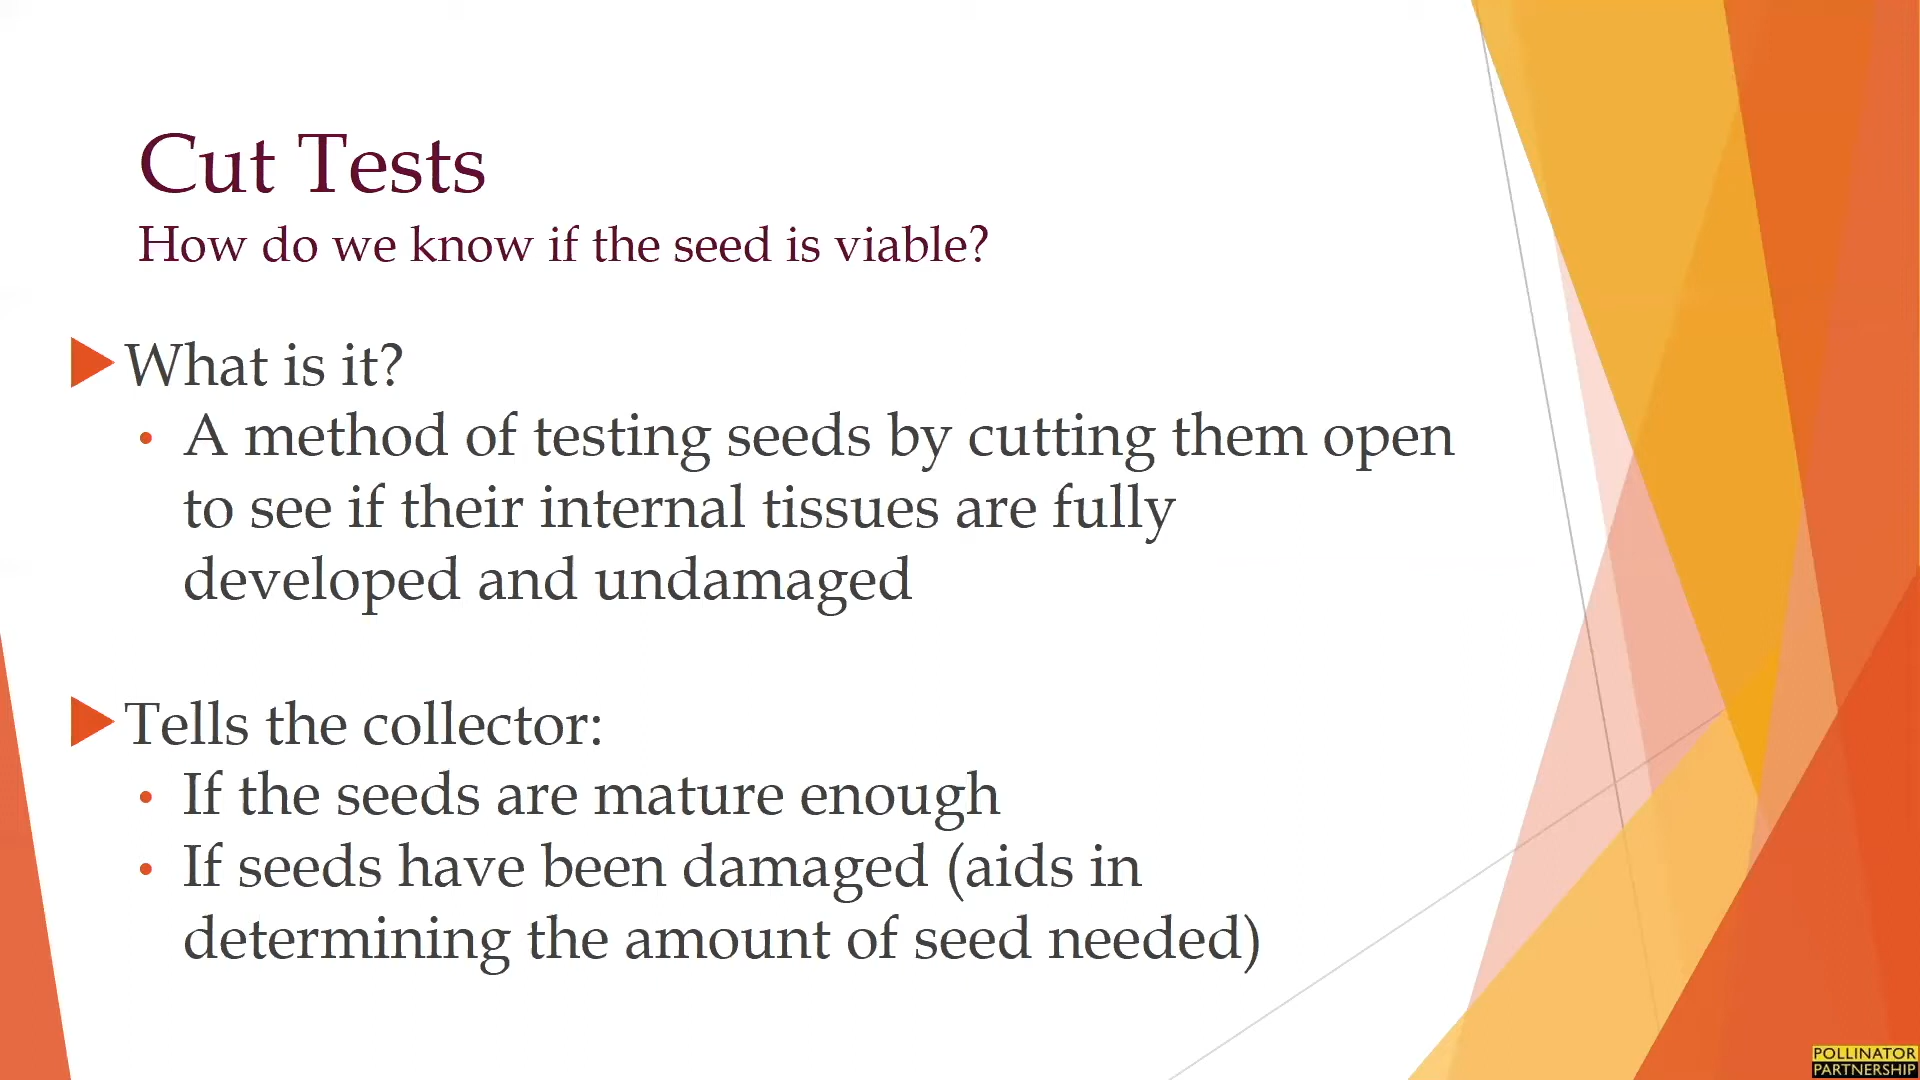 Cut Tests
How do we know if the seed is viable?
What is it?
• A method of testing seeds by cutting them open
to see if their internal tissues are fully
developed and undamaged
Tells the collector:
• If the seeds are mature enough
• If seeds have been damaged (aids in
determining the amount of seed needed)
POLLINATOR
PARTNERSHIP